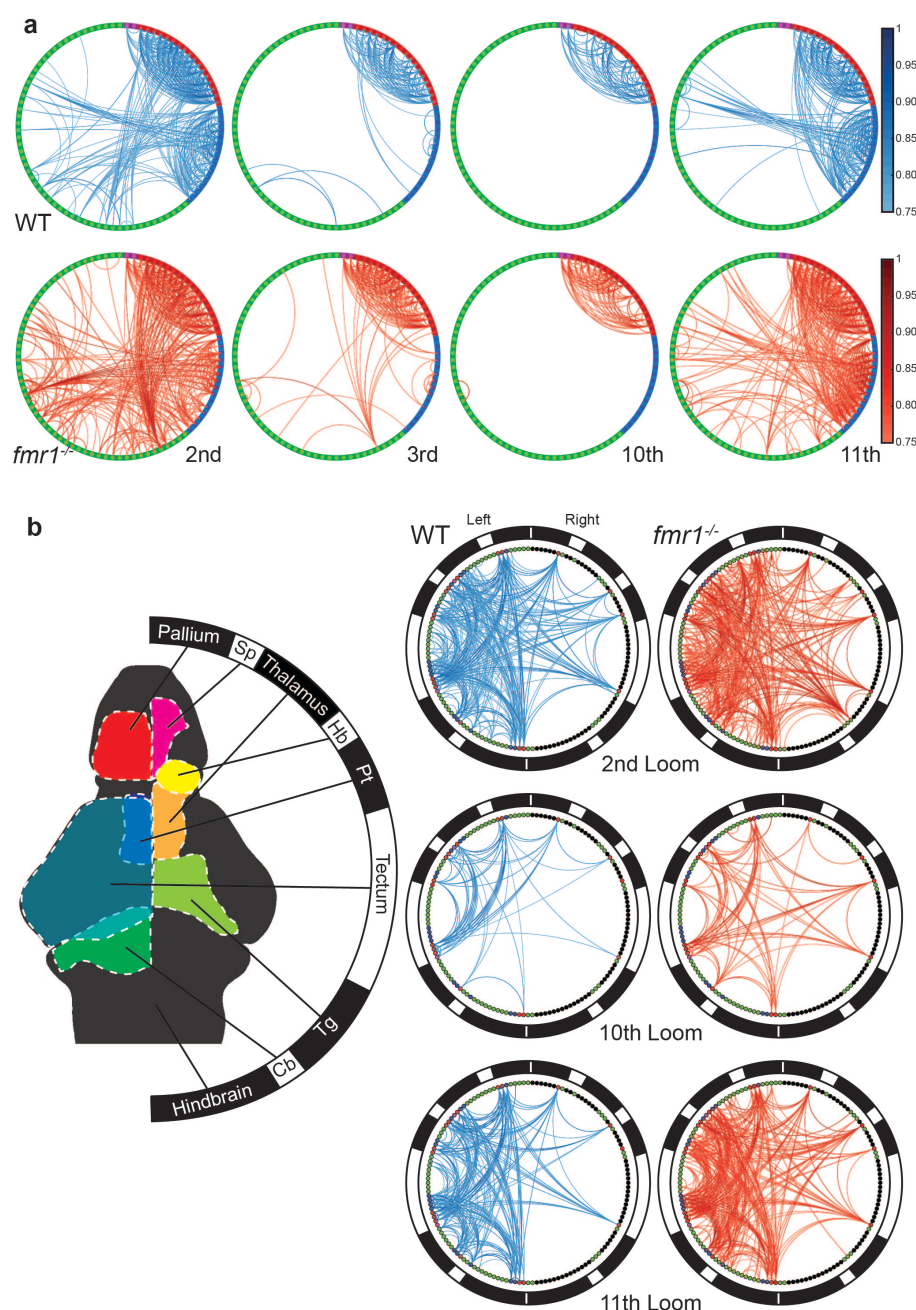 a
1
0.95
0.90
0.85
0.80
0.75
WT
1
0.95
0.90
0.85
0.80
0.75
fmr1-/- 2nd 3rd 10th 11th
b
WT Left Right fmr1-/-
Pallium
Sp
Thalamus
Hb
Pt
Tectum
Tg
Cb
Hindbrain
2nd Loom
10th Loom
11th Loom